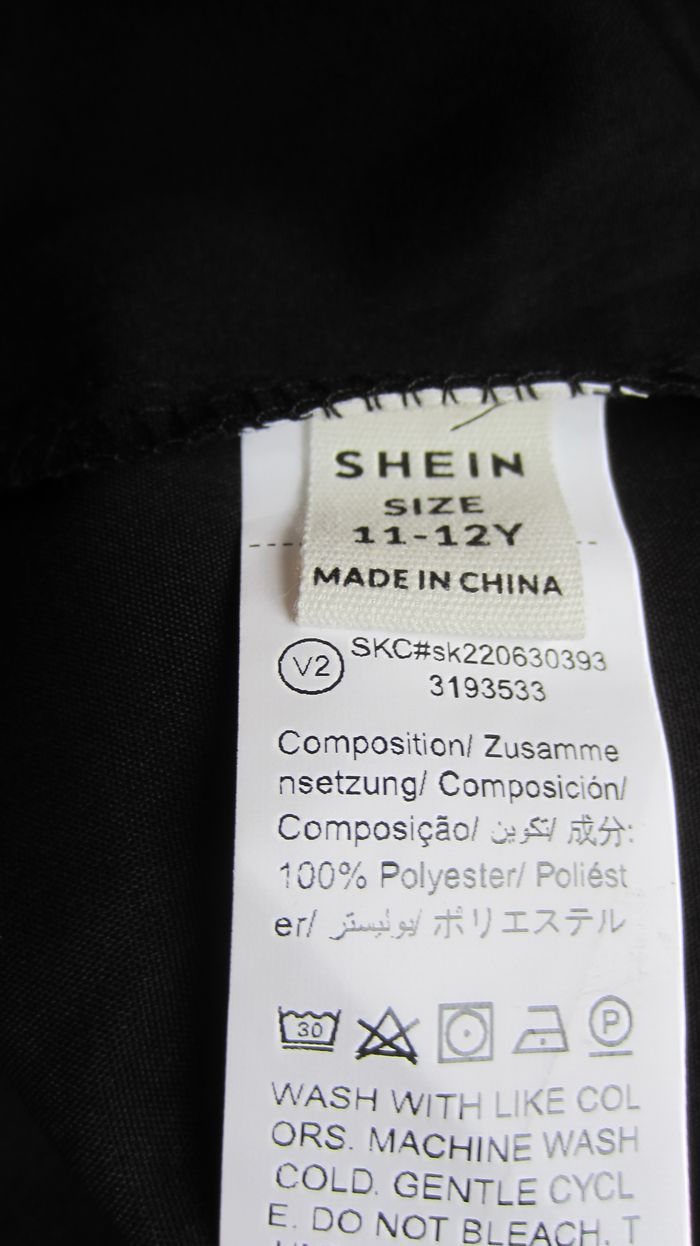 SHEIN
SIZE
11-12Y
MADE IN CHINA
V2 SKC#sk220630393
3193533
Composition/ Zusamme
nsetzung/ Composición/
Composição/ تكوين/ 成分:
100% Polyester/ Poliést
er/ بوليستر/ ポリエステル
30 P
WASH WITH LIKE COL
ORS. MACHINE WASH
COLD. GENTLE CYCL
E. DO NOT BLEACH. T